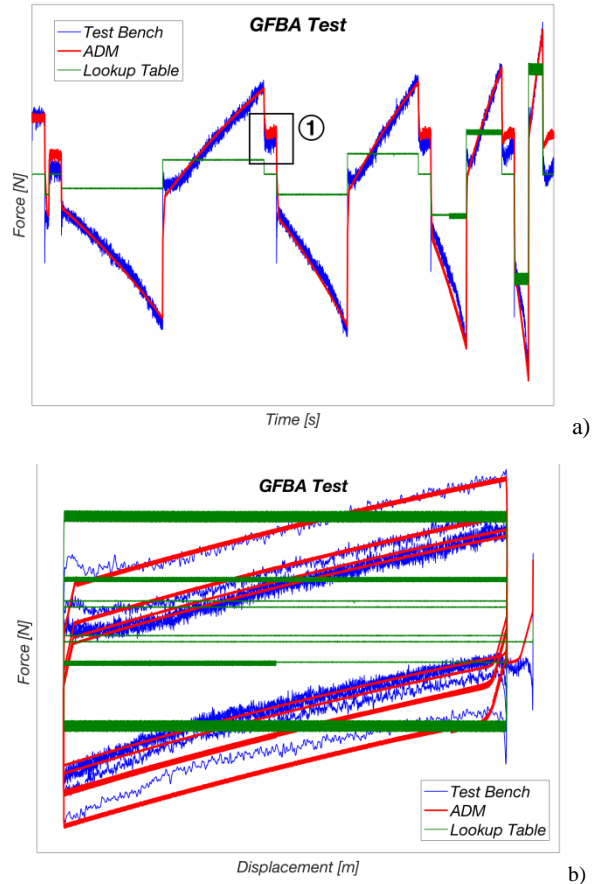 GFBA Test
Test Bench
ADM
Lookup Table
①
Force [N]
Time [s]
a)
GFBA Test
Force [N]
Test Bench
ADM
Lookup Table
Displacement [m]
b)